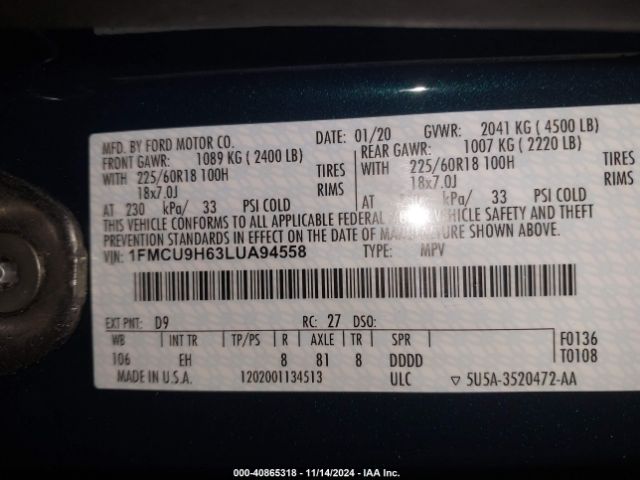 MFD. BY FORD MOTOR CO. DATE: 01/20 GVWR: 2041 KG ( 4500 LB)
FRONT GAWR: 1089 KG ( 2400 LB) REAR GAWR: 1007 KG ( 2220 LB)
WITH 225/60R18 100H TIRES WITH 225/60R18 100H TIRES
18x7.0J RIMS 18x7.0J RIMS
AT 230 kPa/ 33 PSI COLD AT kPa/ 33 PSI COLD
THIS VEHICLE CONFORMS TO ALL APPLICABLE FEDERAL VEHICLE SAFETY AND THEFT
PREVENTION STANDARDS IN EFFECT ON THE DATE OF MANUFACTURE SHOWN ABOVE.
VIN: 1FMCU9H63LUA94558 TYPE: MPV
EXT PNT: D9 RC: 27 DSO:
WB INT TR TP/PS R AXLE TR SPR
106 EH 8 81 8 DDDD
F0136
T0108
MADE IN U.S.A. 1202001134513 ULC ▽ 5U5A-3520472-AA
000-40865318 - 11/14/2024 - IAA Inc.